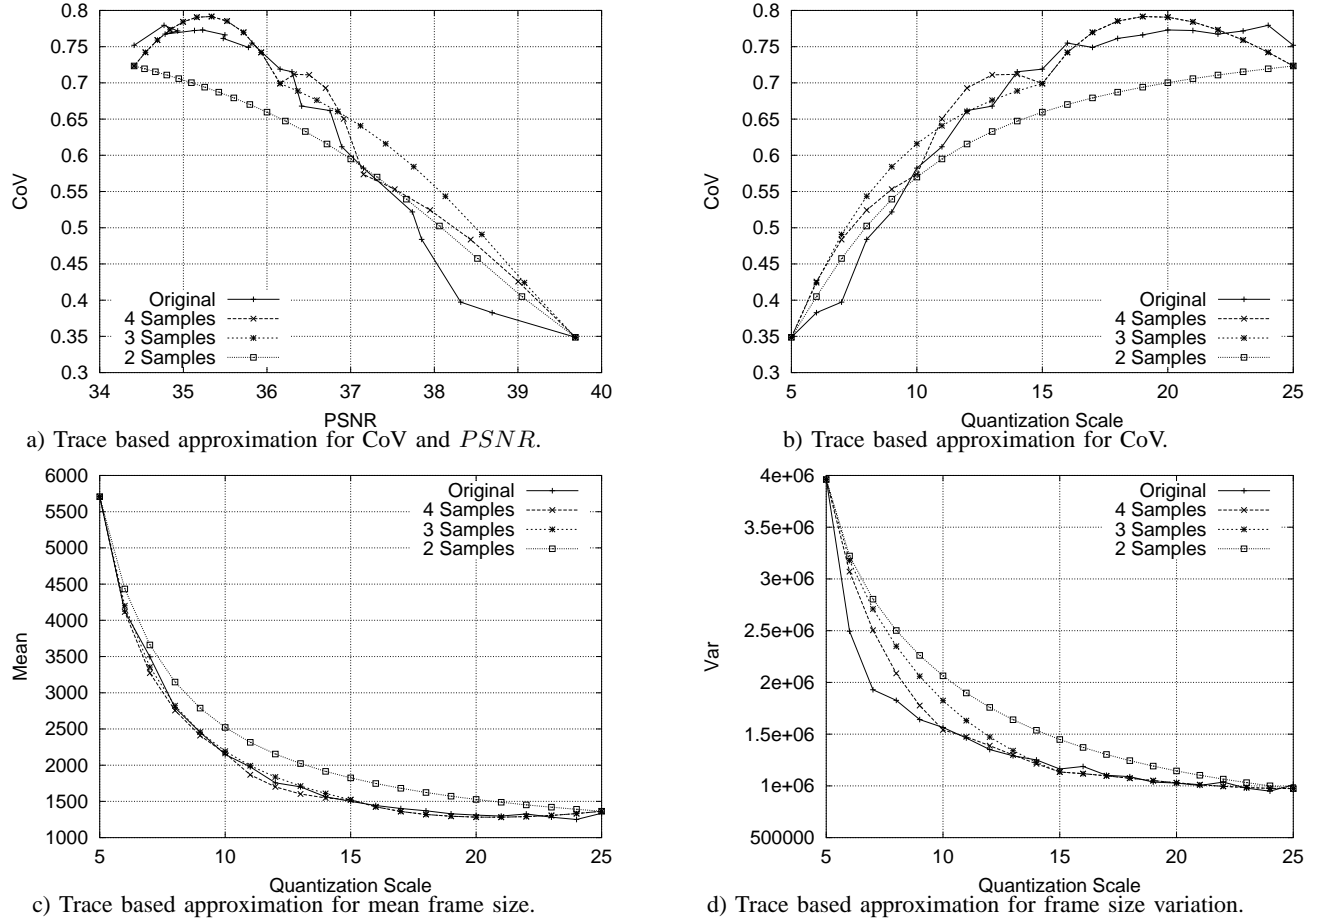 0.8
0.75
0.7
0.65
0.6
0.55
0.5
0.45
0.4
0.35
0.3
CoV
Original
4 Samples
3 Samples
2 Samples
34 35 36 37 38 39 40
PSNR
a) Trace based approximation for CoV and PSNR.
0.8
0.75
0.7
0.65
0.6
0.55
0.5
0.45
0.4
0.35
0.3
CoV
Original
4 Samples
3 Samples
2 Samples
5 10 15 20 25
Quantization Scale
b) Trace based approximation for CoV.
6000
5500
5000
4500
4000
3500
3000
2500
2000
1500
1000
Mean
Original
4 Samples
3 Samples
2 Samples
5 10 15 20 25
Quantization Scale
c) Trace based approximation for mean frame size.
4e+06
3.5e+06
3e+06
2.5e+06
2e+06
1.5e+06
1e+06
500000
Var
Original
4 Samples
3 Samples
2 Samples
5 10 15 20 25
Quantization Scale
d) Trace based approximation for frame size variation.